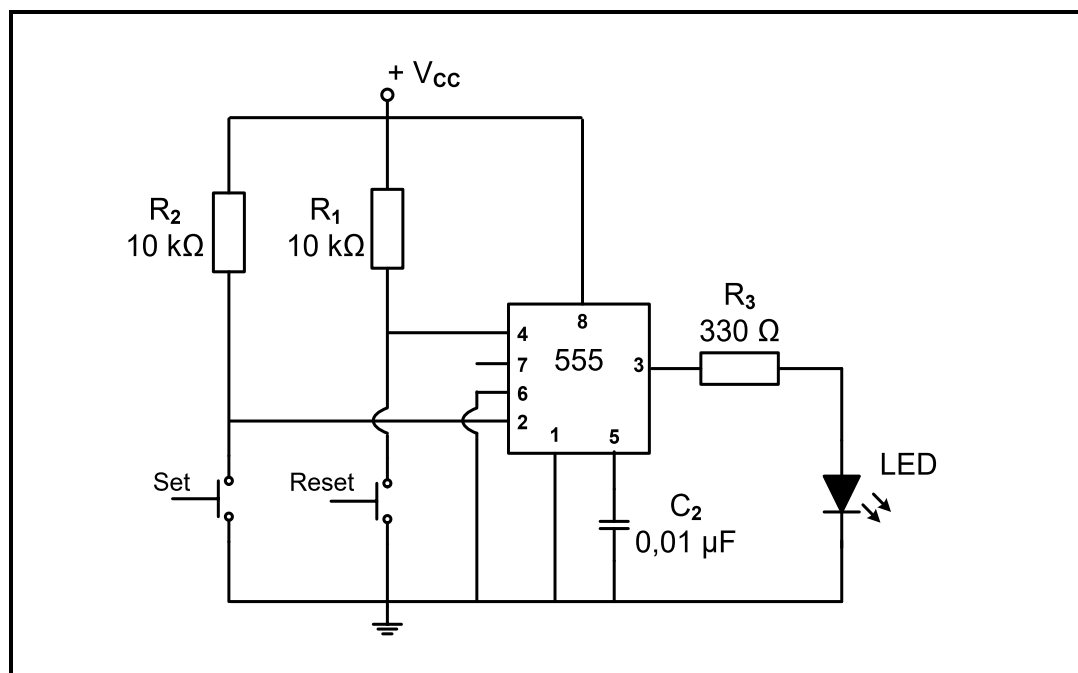 + V_CC
R₂
10 kΩ
R₁
10 kΩ
R₃
330 Ω
8
4
555
7
3
6
2
1
5
Set
Reset
LED
C₂
0,01 µF